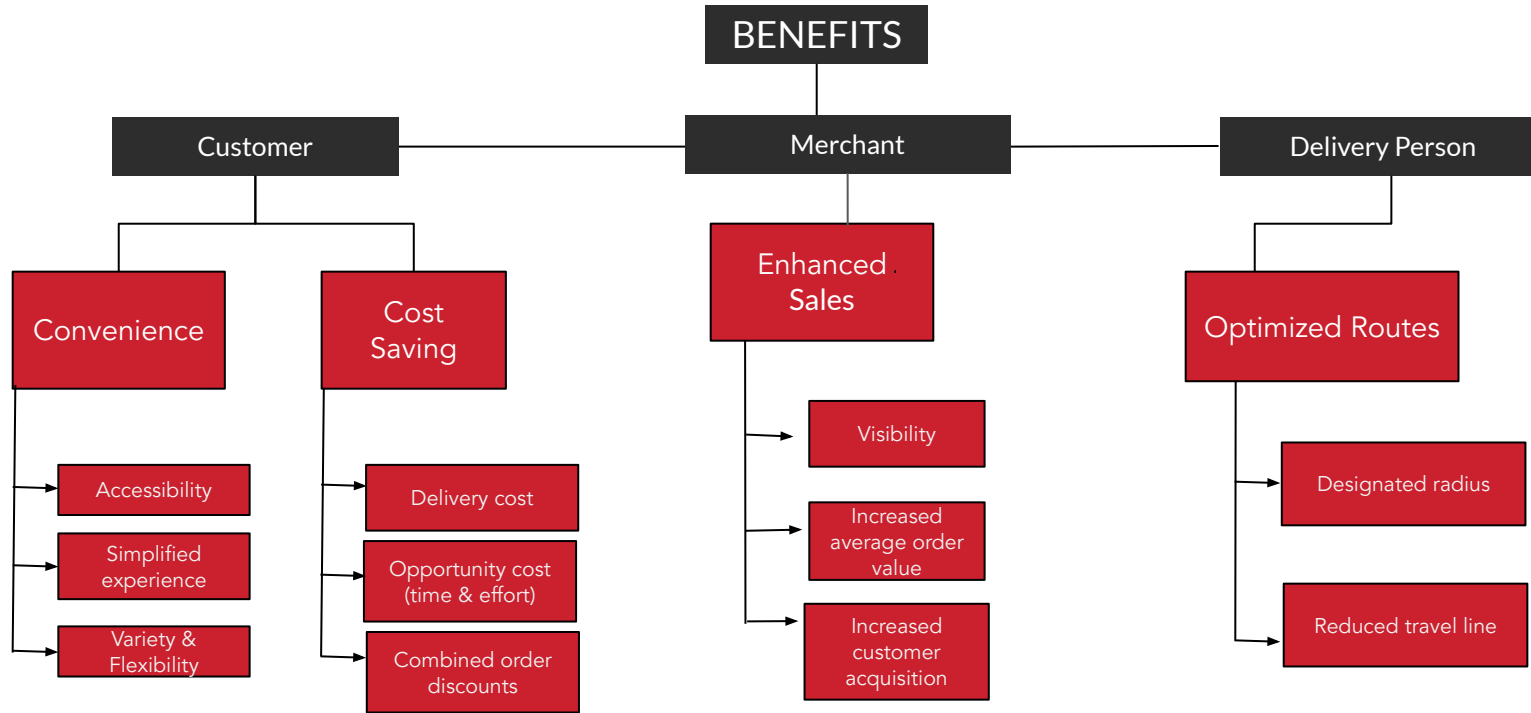 BENEFITS
Customer
Merchant
Delivery Person
Convenience
Cost
Saving
Enhanced .
Sales
Optimized Routes
Accessibility
Simplified
experience
Variety &
Flexibility
Delivery cost
Opportunity cost
(time & effort)
Combined order
discounts
Visibility
Increased
average order
value
Increased
customer
acquisition
Designated radius
Reduced travel line